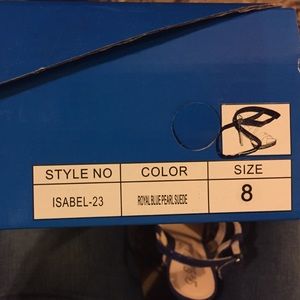 STYLE NO COLOR SIZE
ISABEL-23 ROYAL BLUE PEARL SUEDE 8